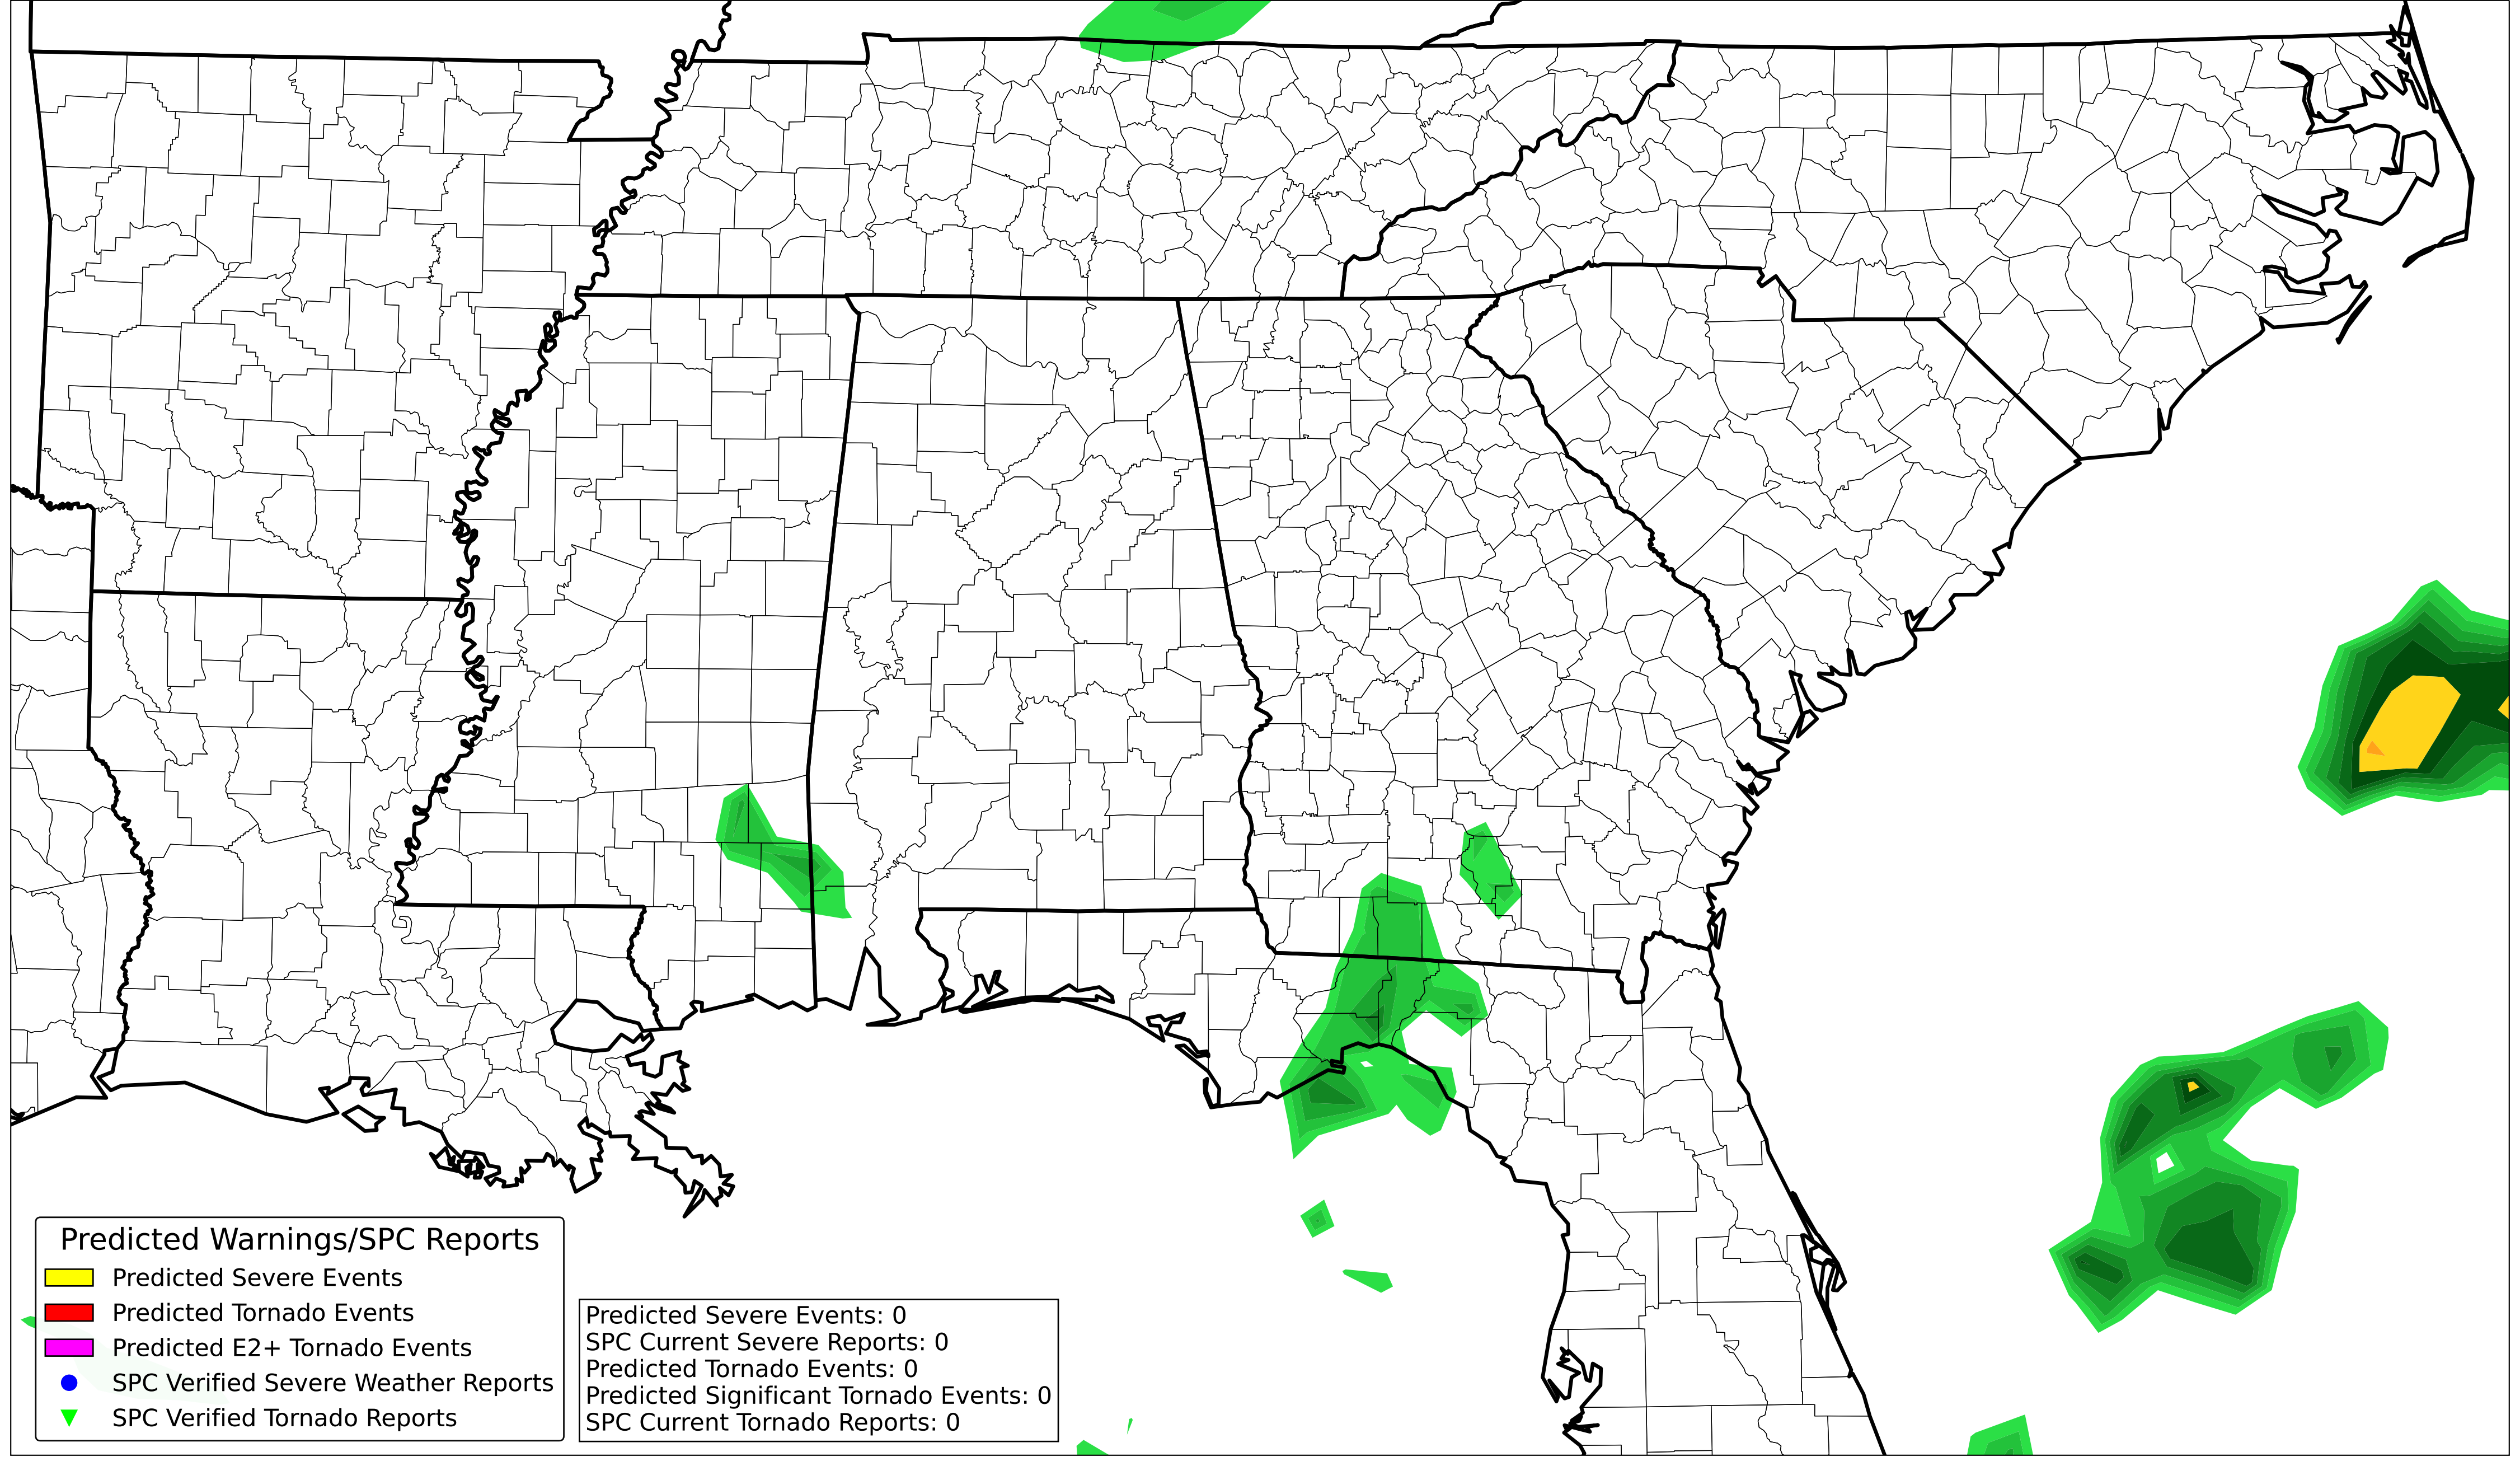 Predicted Warnings/SPC Reports
Predicted Severe Events
Predicted Tornado Events
Predicted E2+ Tornado Events
SPC Verified Severe Weather Reports
SPC Verified Tornado Reports
Predicted Severe Events: 0
SPC Current Severe Reports: 0
Predicted Tornado Events: 0
Predicted Significant Tornado Events: 0
SPC Current Tornado Reports: 0